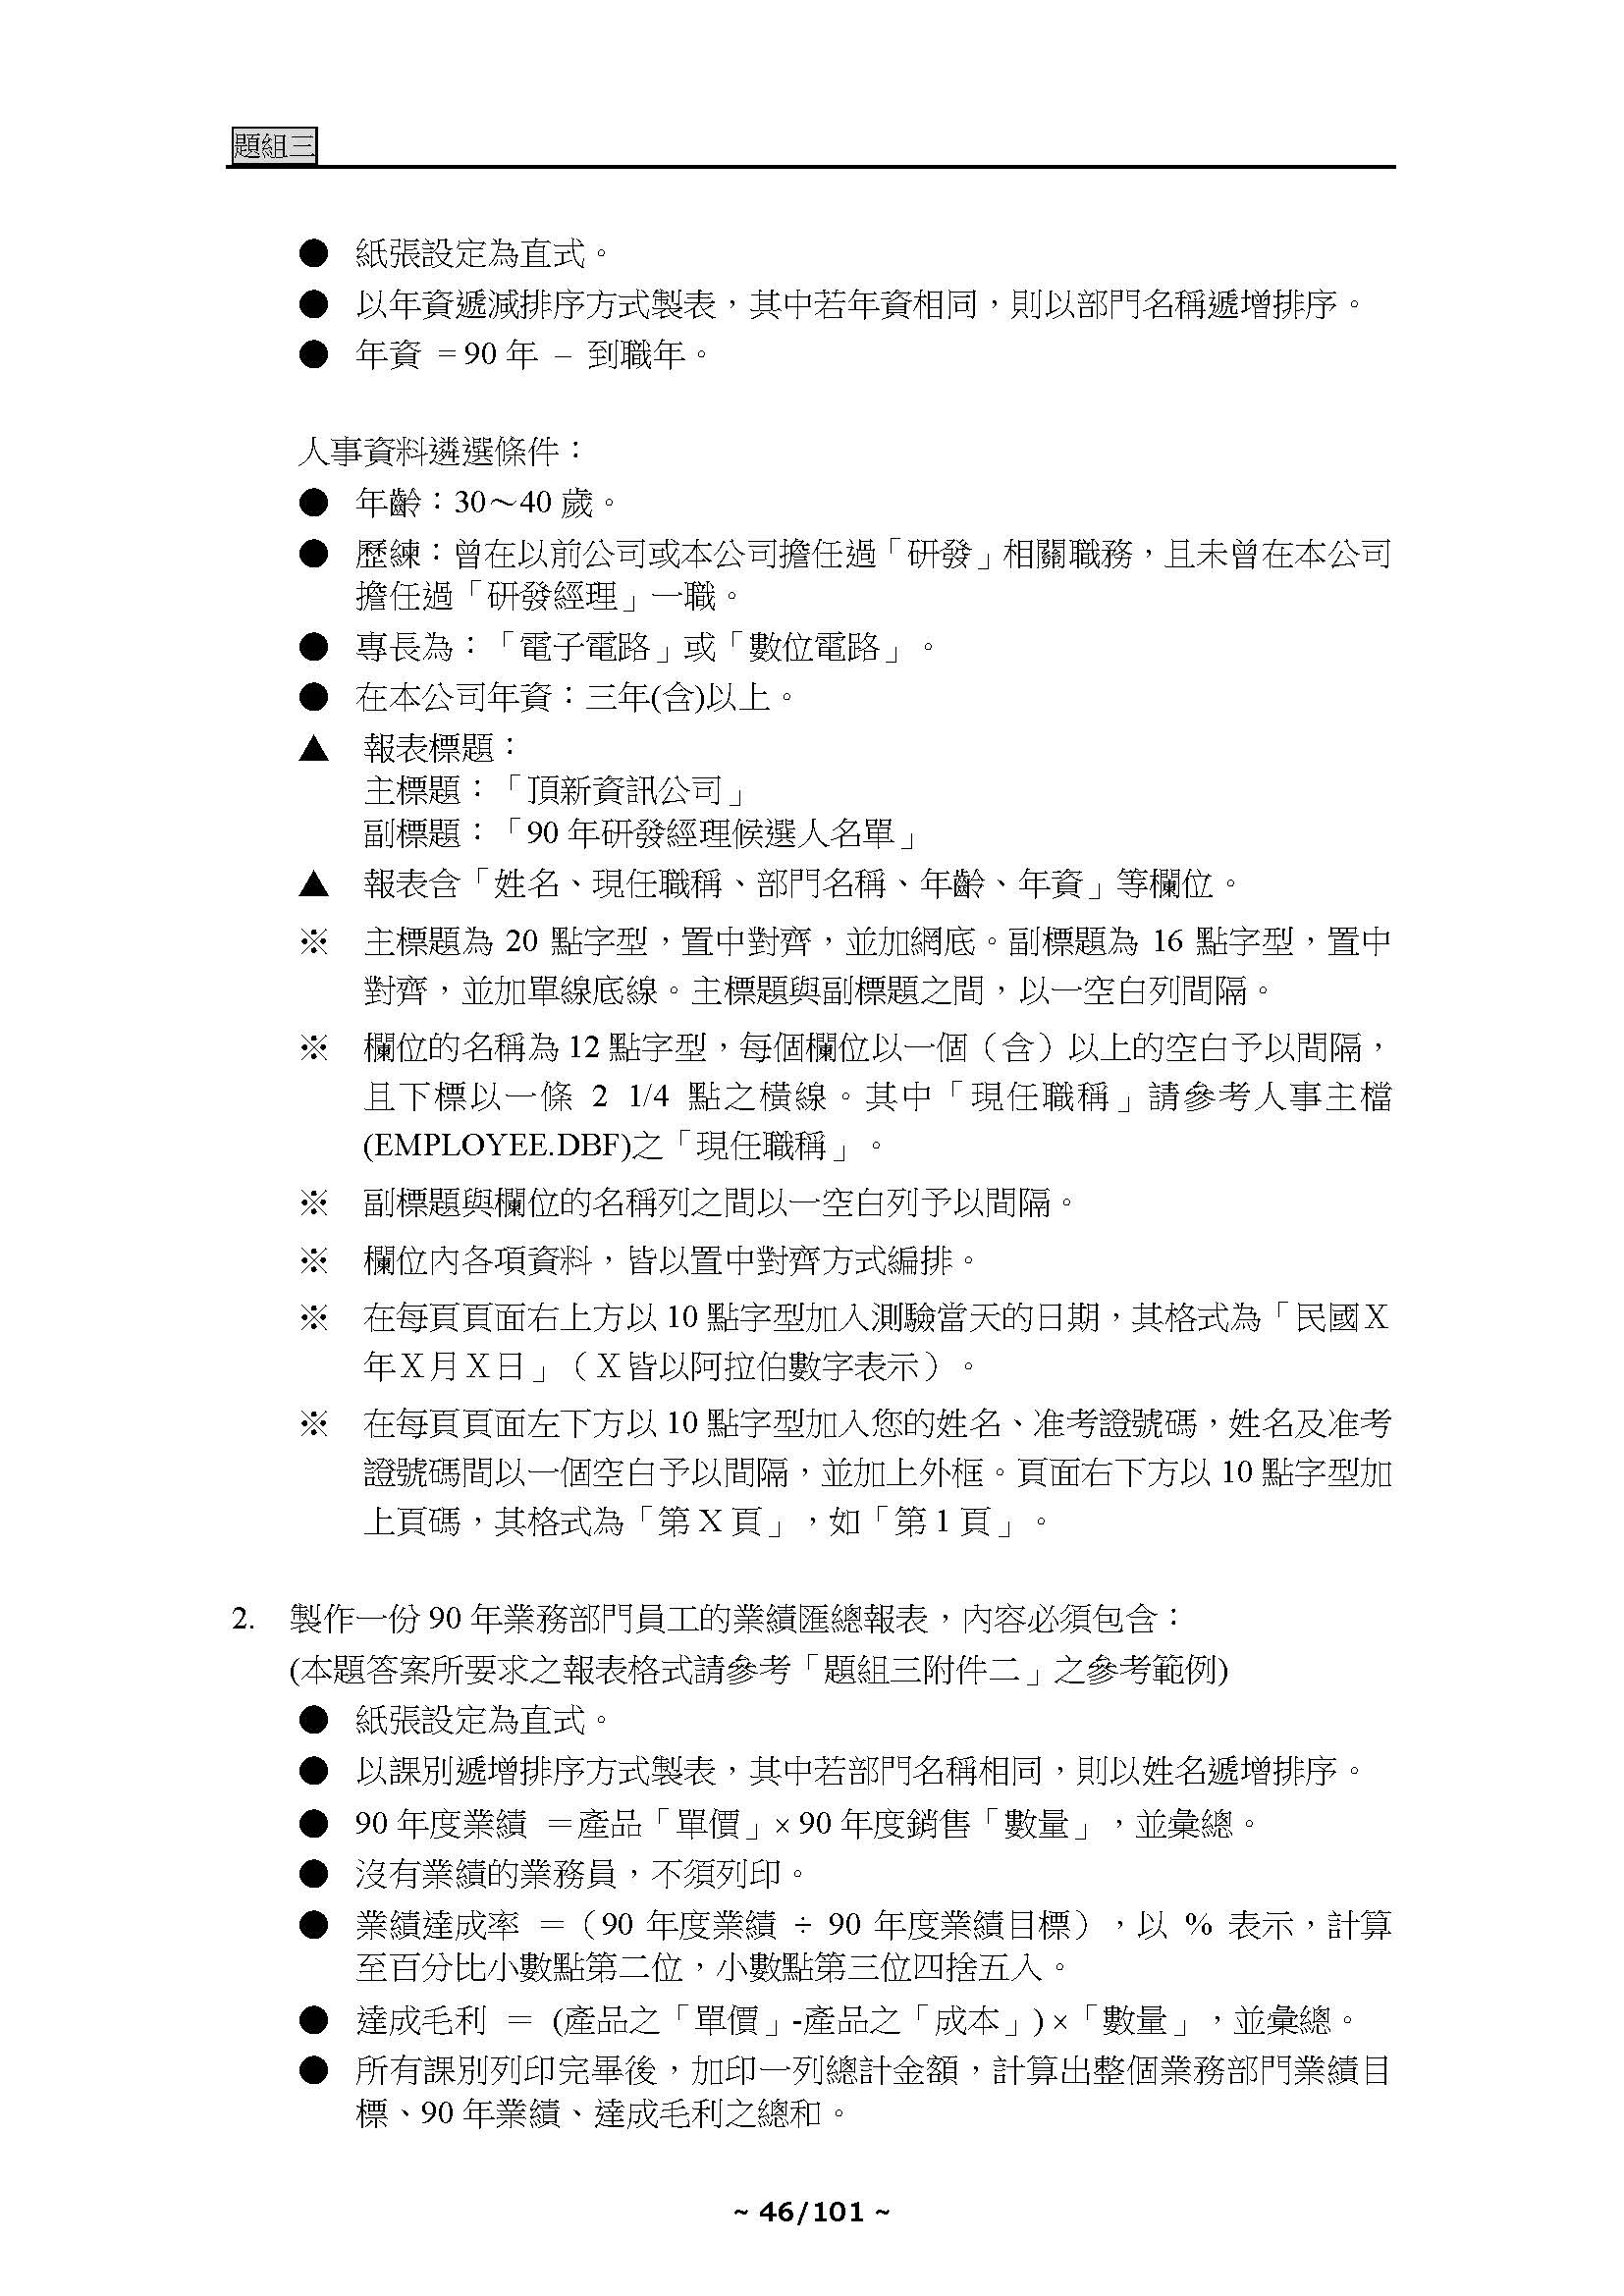 題組三
● 紙張設定為直式。
● 以年資遞減排序方式製表，其中若年資相同，則以部門名稱遞增排序。
● 年資 = 90 年 – 到職年。
人事資料遴選條件：
● 年齡：30～40 歲。
● 歷練：曾在以前公司或本公司擔任過「研發」相關職務，且未曾在本公司
擔任過「研發經理」一職。
● 專長為：「電子電路」或「數位電路」。
● 在本公司年資：三年(含)以上。
▲ 報表標題：
主標題：「頂新資訊公司」
副標題：「90 年研發經理候選人名單」
▲ 報表含「姓名、現任職稱、部門名稱、年齡、年資」等欄位。
※ 主標題為 20 點字型，置中對齊，並加網底。副標題為 16 點字型，置中
對齊，並加單線底線。主標題與副標題之間，以一空白列間隔。
※ 欄位的名稱為 12 點字型，每個欄位以一個（含）以上的空白予以間隔，
且下標以一條 2 1/4 點之橫線。其中「現任職稱」請參考人事主檔
(EMPLOYEE.DBF)之「現任職稱」。
※ 副標題與欄位的名稱列之間以一空白列予以間隔。
※ 欄位內各項資料，皆以置中對齊方式編排。
※ 在每頁頁面右上方以 10 點字型加入測驗當天的日期，其格式為「民國Ｘ
年Ｘ月Ｘ日」（Ｘ皆以阿拉伯數字表示）。
※ 在每頁頁面左下方以 10 點字型加入您的姓名、准考證號碼，姓名及准考
證號碼間以一個空白予以間隔，並加上外框。頁面右下方以 10 點字型加
上頁碼，其格式為「第 X 頁」，如「第 1 頁」。
2. 製作一份 90 年業務部門員工的業績匯總報表，內容必須包含：
(本題答案所要求之報表格式請參考「題組三附件二」之參考範例)
● 紙張設定為直式。
● 以課別遞增排序方式製表，其中若部門名稱相同，則以姓名遞增排序。
● 90 年度業績 ＝產品「單價」× 90 年度銷售「數量」，並彙總。
● 沒有業績的業務員，不須列印。
● 業績達成率 ＝（90 年度業績 ÷ 90 年度業績目標），以 % 表示，計算
至百分比小數點第二位，小數點第三位四捨五入。
● 達成毛利 ＝ (產品之「單價」-產品之「成本」) ×「數量」，並彙總。
● 所有課別列印完畢後，加印一列總計金額，計算出整個業務部門業績目
標、90 年業績、達成毛利之總和。
~ 46/101 ~